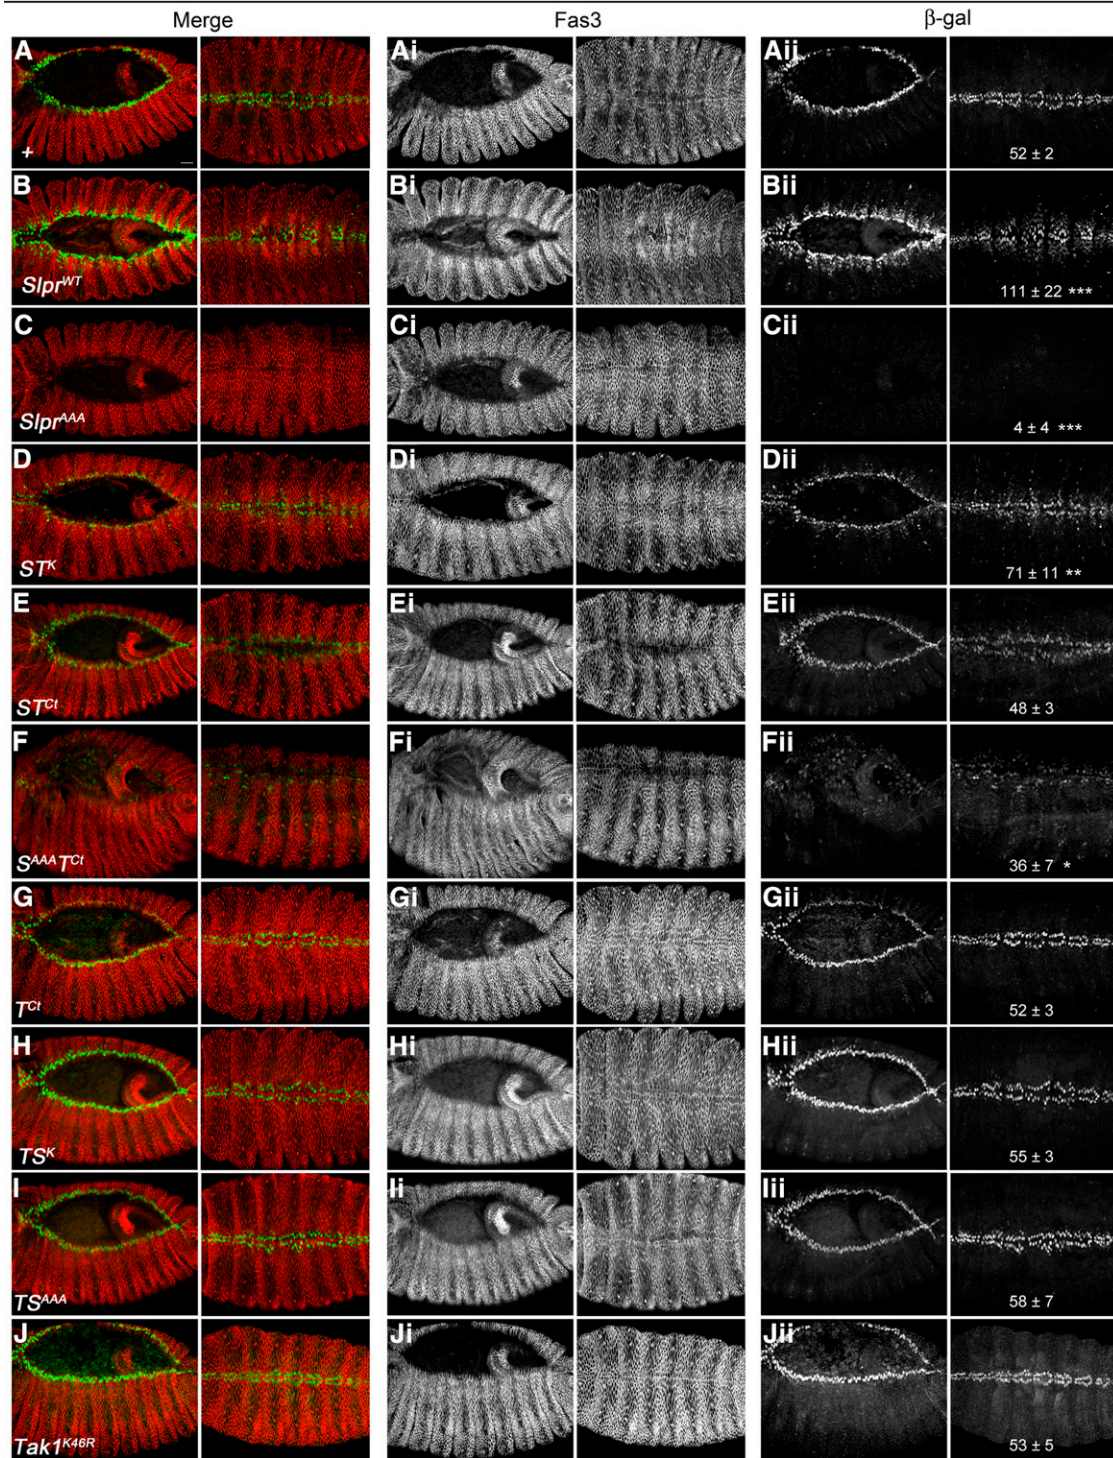 Merge Fas3 β-gal
A Ai Aii
+ 52 ± 2
B Bi Bii
Slpr^WT 111 ± 22 ***
C Ci Cii
Slpr^AAA 4 ± 4 ***
D Di Dii
ST^K 71 ± 11 **
E Ei Eii
ST^Ct 48 ± 3
F Fi Fii
S^AAA T^Ct 36 ± 7 *
G Gi Gii
T^Ct 52 ± 3
H Hi Hii
TS^K 55 ± 3
I Ii Iii
TS^AAA 58 ± 7
J Ji Jii
Tak1^K46R 53 ± 5